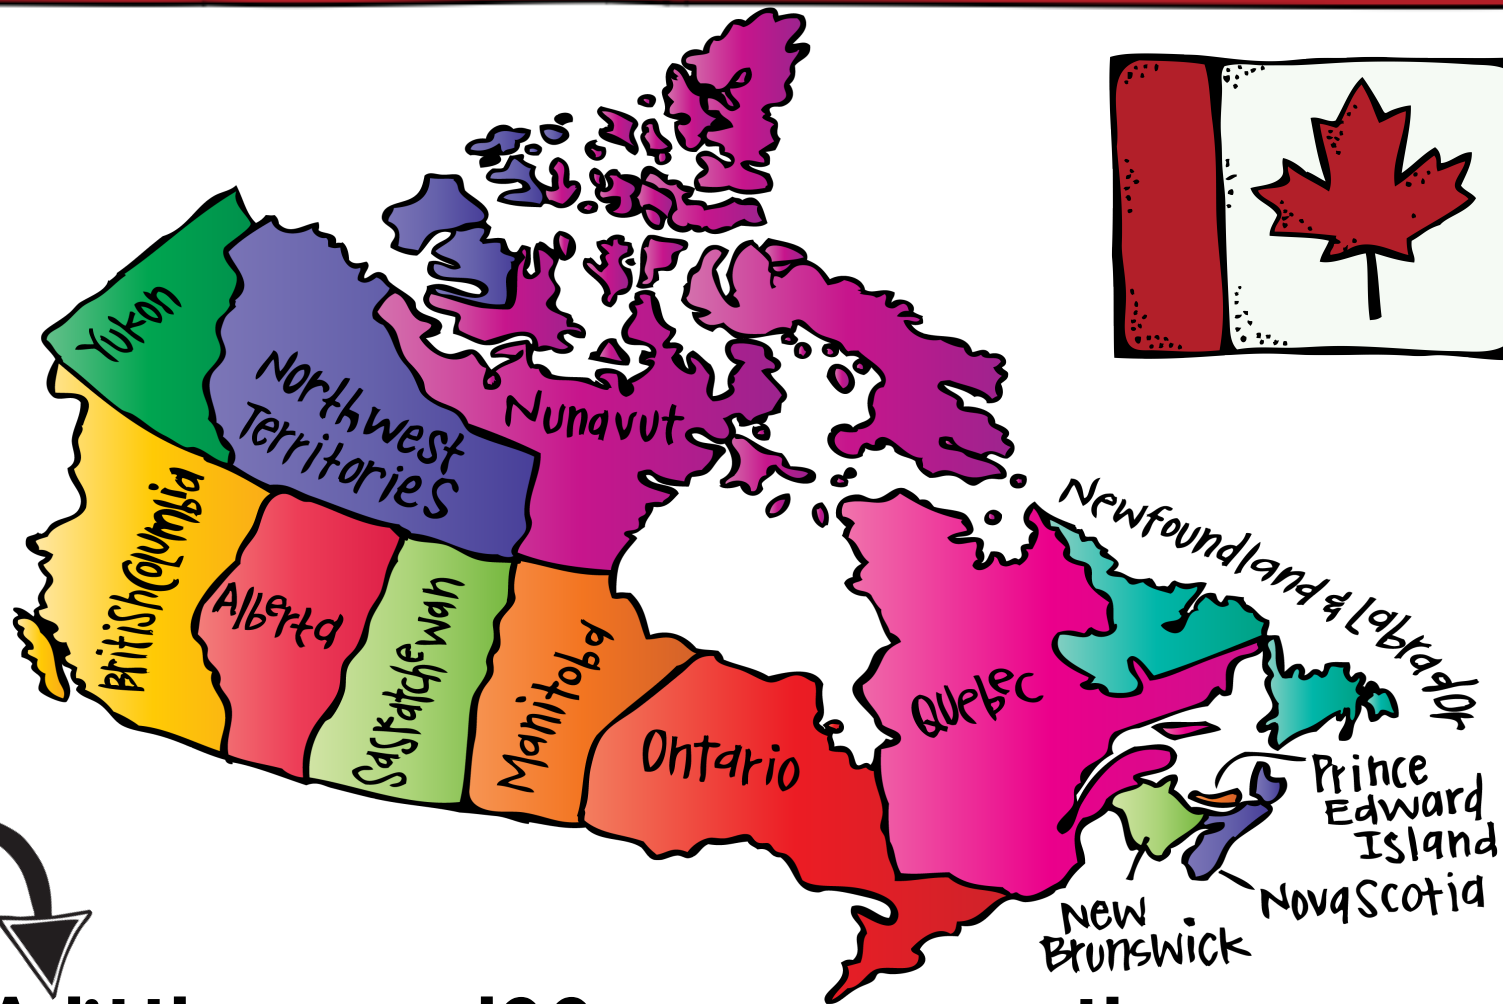 Yukon
Northwest
Territories
Nunavut
British Columbia
Alberta
Saskatchewan
Manitoba
Ontario
Quebec
Newfoundland & Labrador
Prince
Edward
Island
Nova Scotia
New
Brunswick